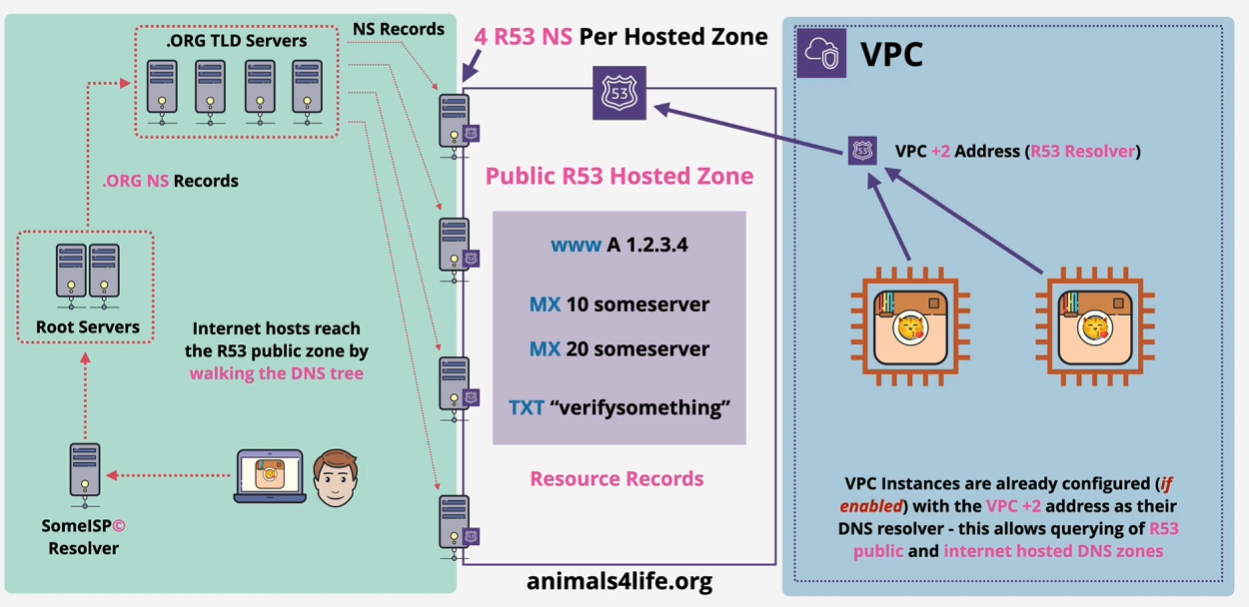 .ORG TLD Servers
NS Records
.ORG NS Records
Root Servers
Internet hosts reach
the R53 public zone by
walking the DNS tree
SomeISP©
Resolver
4 R53 NS Per Hosted Zone
53
Public R53 Hosted Zone
www A 1.2.3.4
MX 10 someserver
MX 20 someserver
TXT “verifysomething”
Resource Records
animals4life.org
VPC
53
VPC +2 Address (R53 Resolver)
VPC Instances are already configured (if
enabled) with the VPC +2 address as their
DNS resolver - this allows querying of R53
public and internet hosted DNS zones